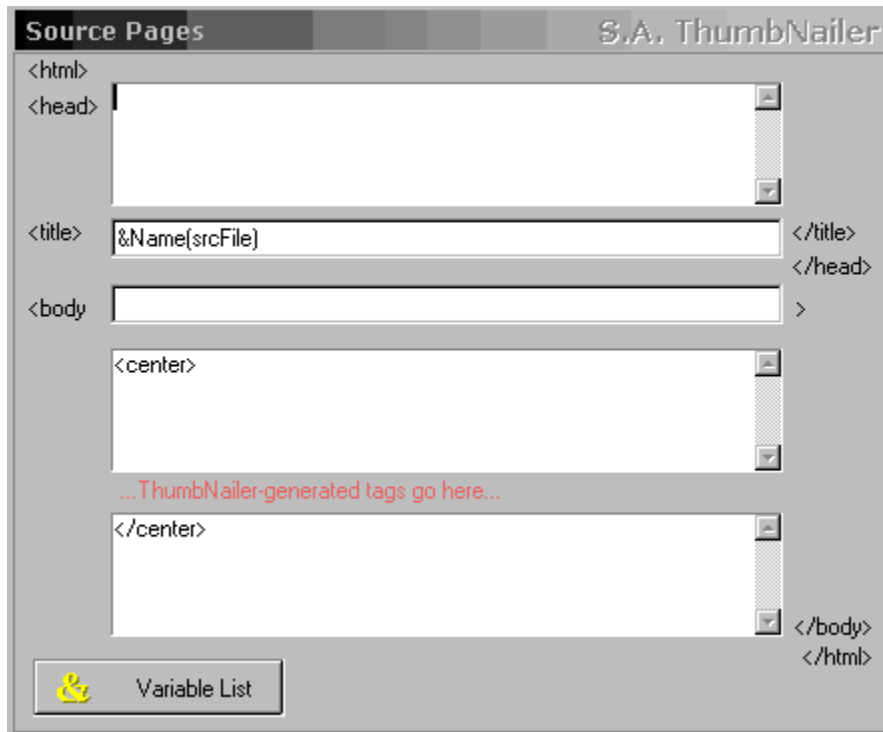 Source Pages S.A. ThumbNailer
<html>
<head>
<title> &Name(srcFile) </title>
</head>
<body >
<center>
...ThumbNailer-generated tags go here...
</center>
</body>
</html>
& Variable List